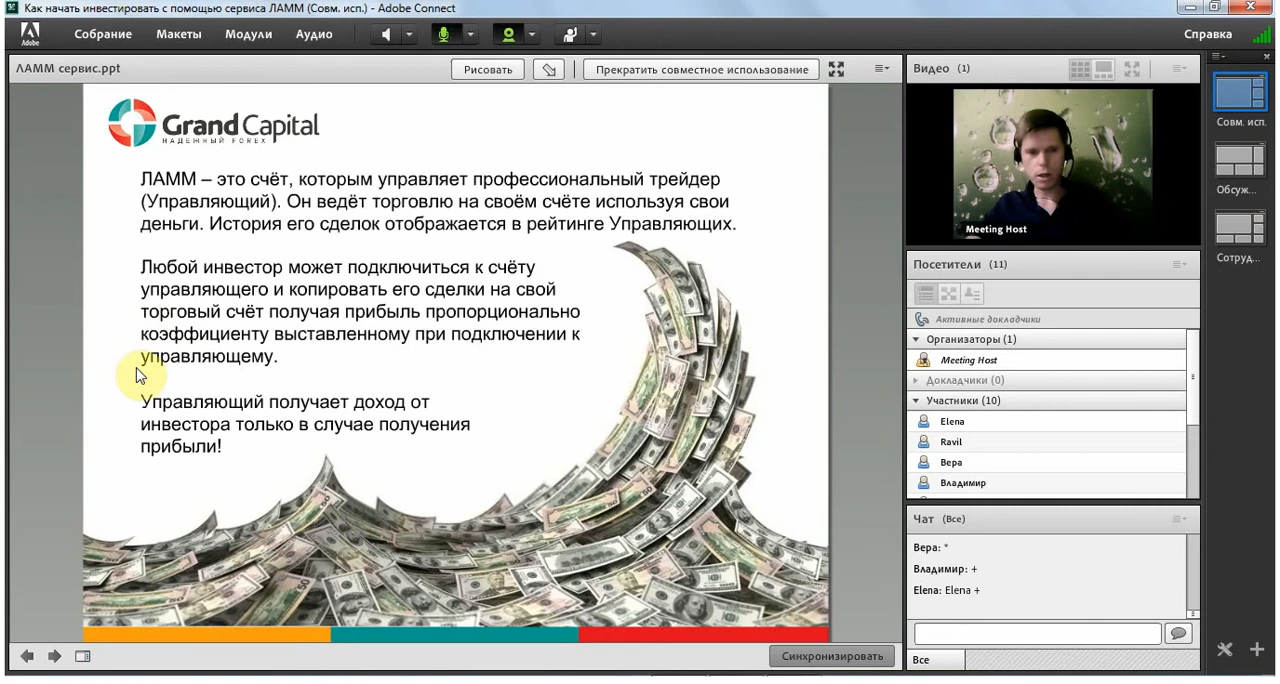 Как начать инвестировать с помощью сервиса ЛАММ (Совм. исп.) - Adobe Connect
Adobe
Собрание
Макеты
Модули
Аудио
Справка
ЛАММ сервис.ppt
Рисовать
Прекратить совместное использование
GrandCapital
НАДЕЖНЫЙ FOREX
ЛАММ – это счёт, которым управляет профессиональный трейдер
(Управляющий). Он ведёт торговлю на своём счёте используя свои
деньги. История его сделок отображается в рейтинге Управляющих.
Любой инвестор может подключиться к счёту
управляющего и копировать его сделки на свой
торговый счёт получая прибыль пропорционально
коэффициенту выставленному при подключении к
управляющему.
Управляющий получает доход от
инвестора только в случае получения
прибыли!
Синхронизировать
Видео (1)
Meeting Host
Посетители (11)
Активные докладчики
Организаторы (1)
Meeting Host
Докладчики (0)
Участники (10)
Elena
Ravil
Вера
Владимир
Чат (Все)
Вера: *
Владимир: +
Elena: Elena +
Все
Совм. исп.
Обсуж...
Сотруд...